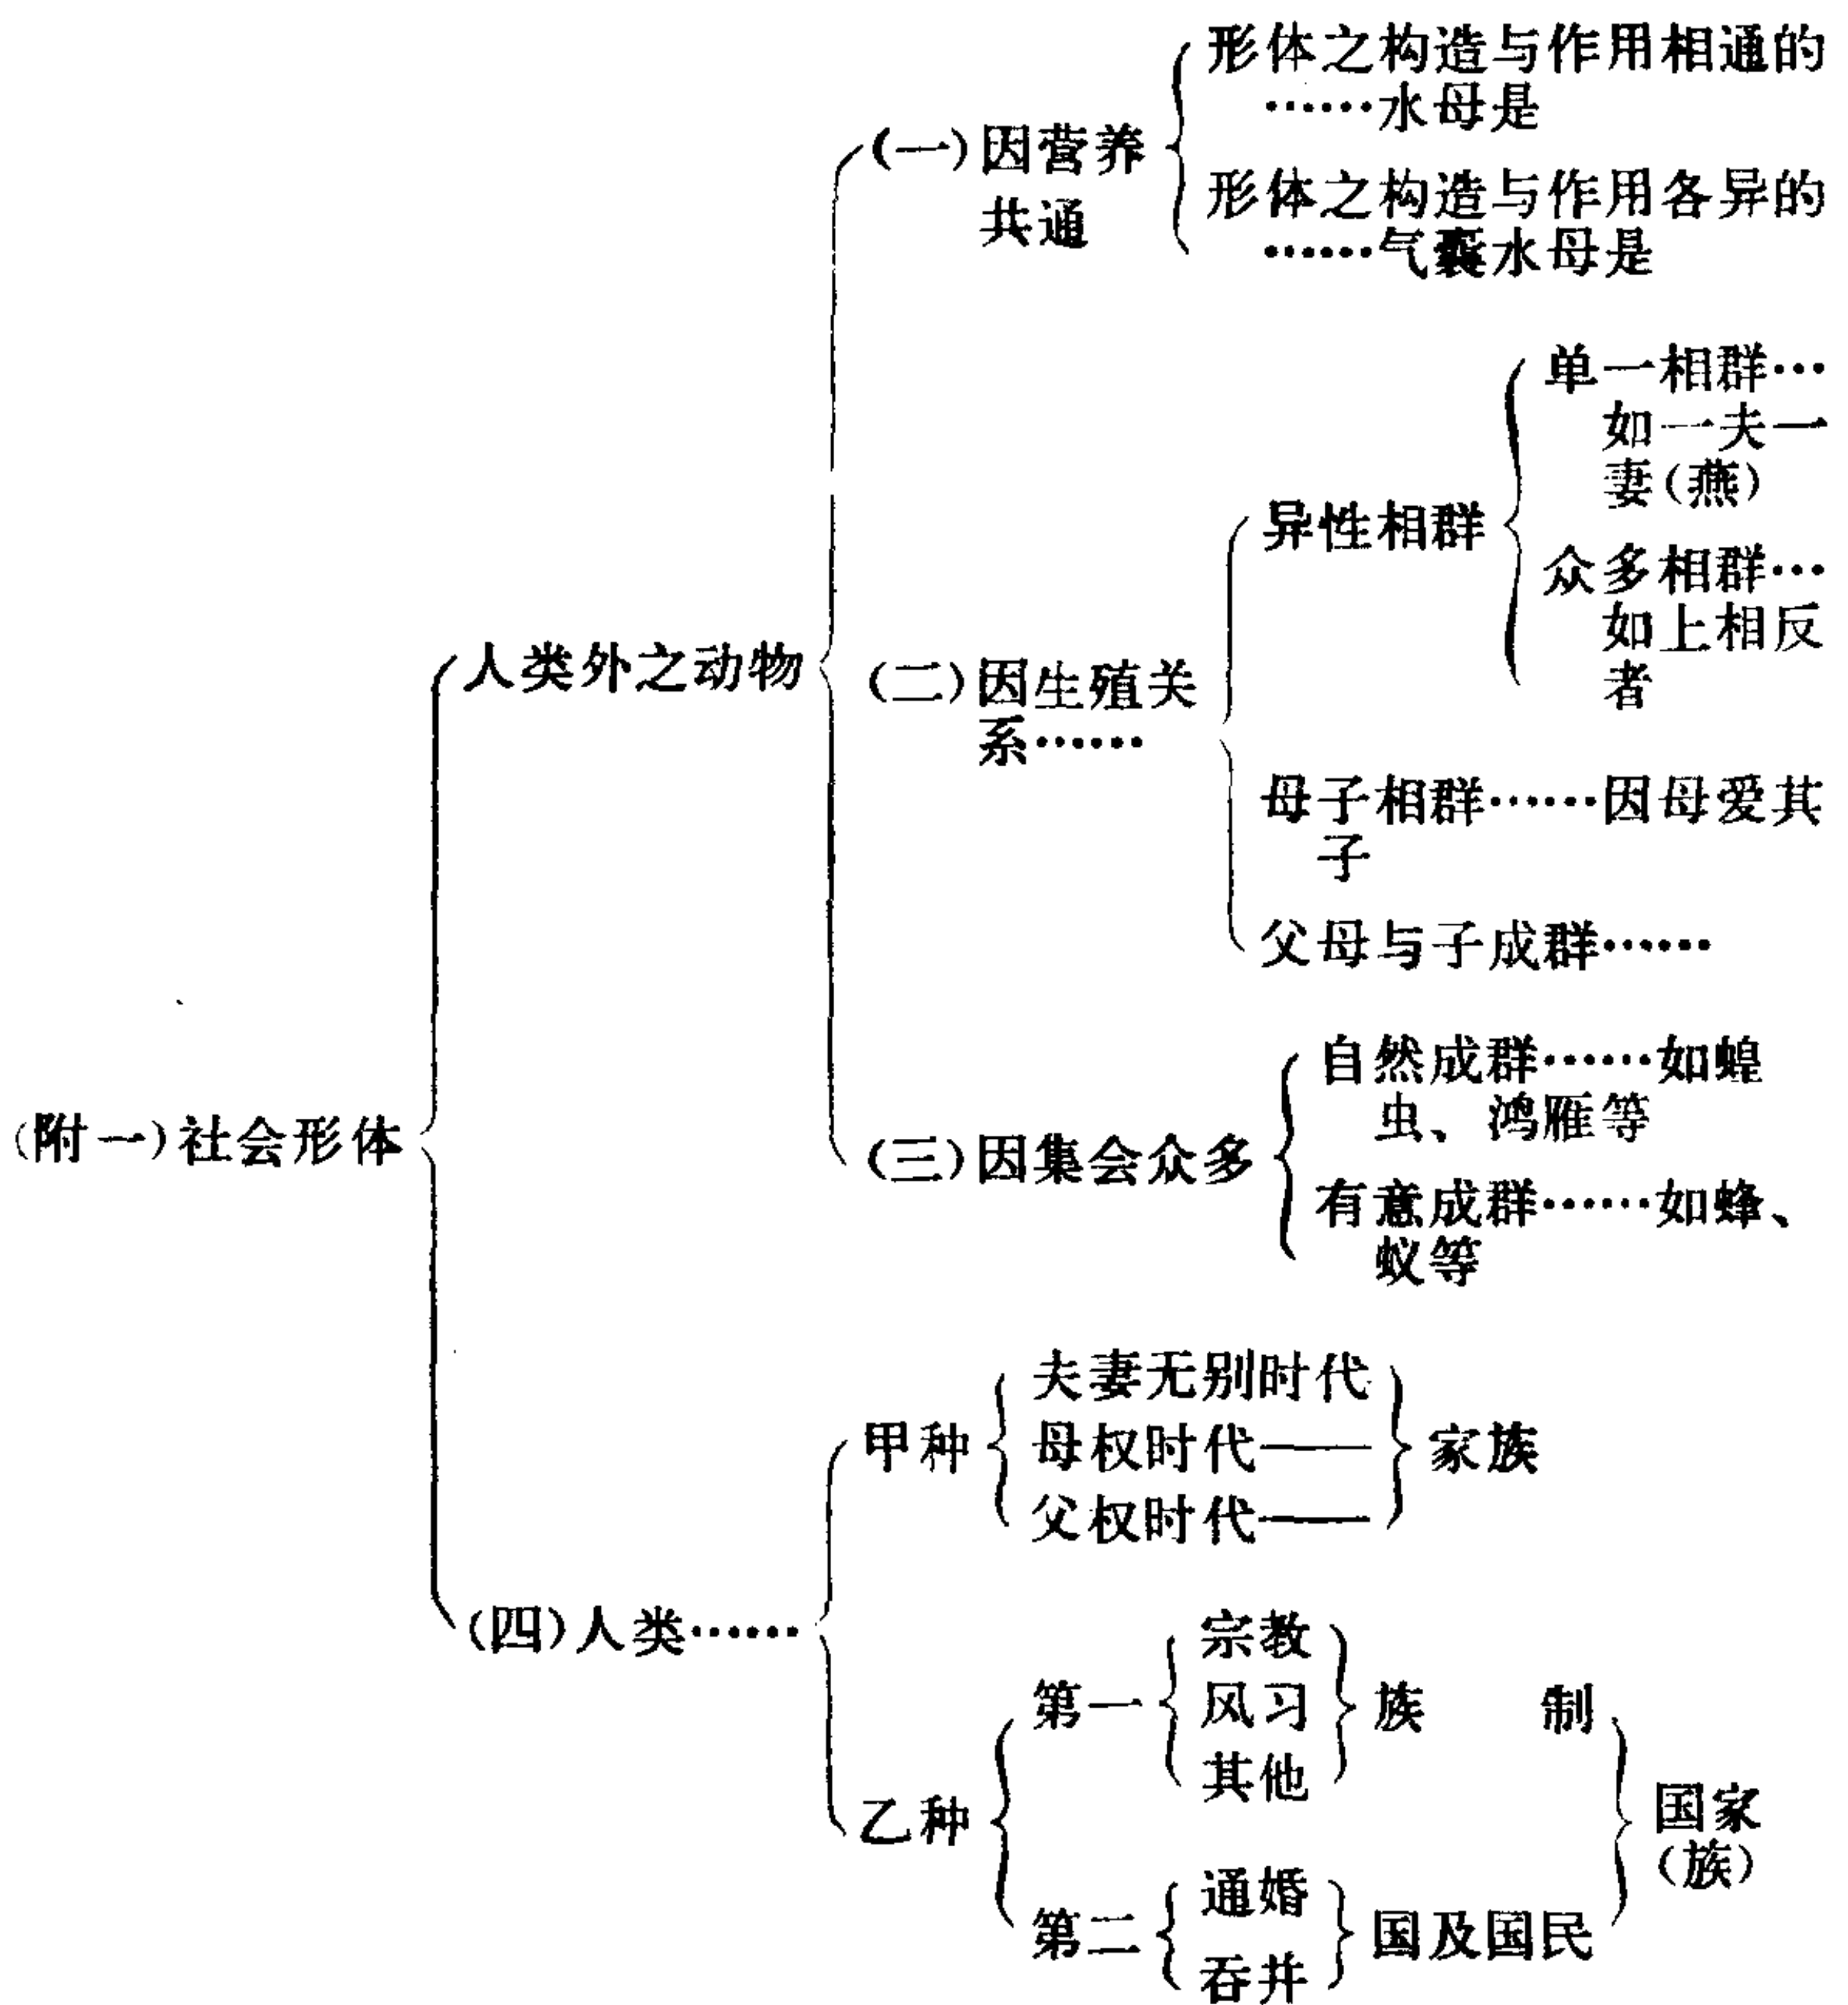 (附一)社会形体
人类外之动物
(一)因营养
共通
形体之构造与作用相通的
……水母是
形体之构造与作用各异的
……气囊水母是
(二)因生殖关
系……
异性相群
单一相群…
如一夫一
妻(燕)
众多相群…
如上相反
者
母子相群……因母爱其
子
父母与子成群……
(三)因集会众多
自然成群……如蝗
虫、鸿雁等
有意成群……如蜂、
蚁等
(四)人类……
甲种
夫妻无别时代
母权时代——
父权时代——
家族
乙种
第一
宗教
风习
其他
族 制
第二
通婚
吞并
国及国民
国家
(族)